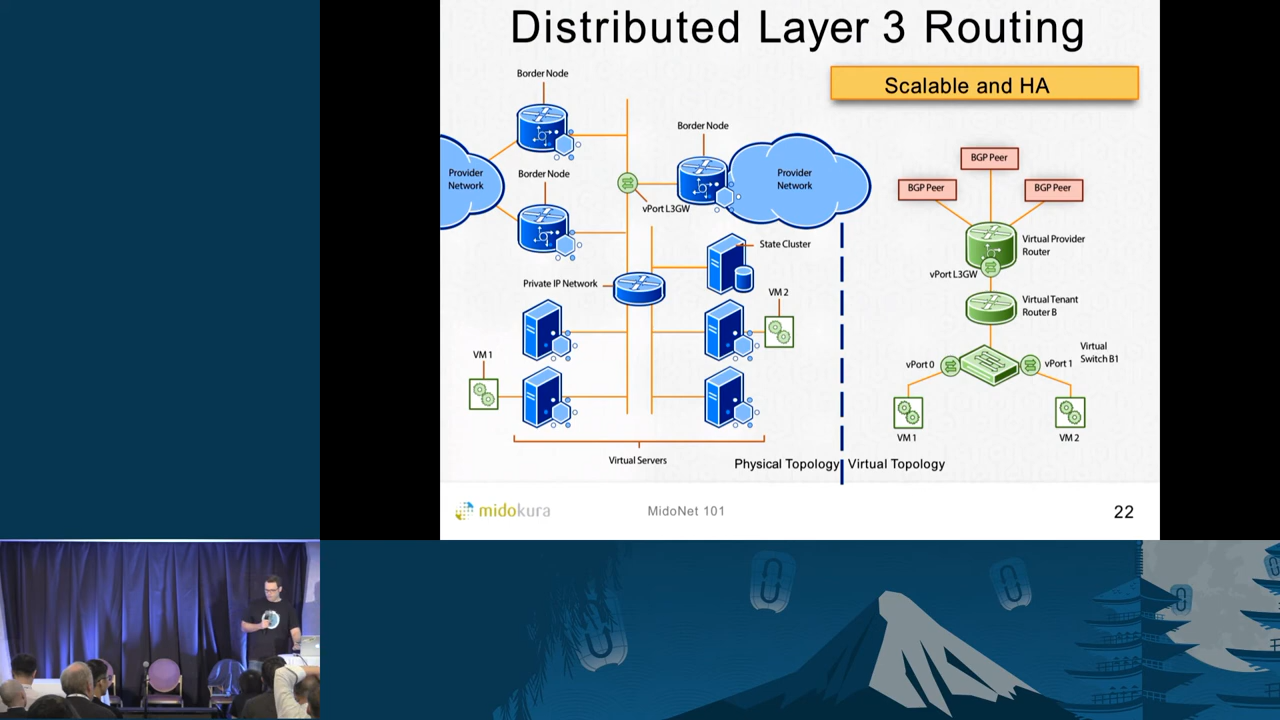 Distributed Layer 3 Routing
Scalable and HA
Border Node
Border Node
Provider
Network
Border Node
Provider
Network
vPort L3GW
State Cluster
Private IP Network
VM 2
VM 1
Virtual Servers
Physical Topology
Virtual Topology
BGP Peer
BGP Peer
BGP Peer
Virtual Provider
Router
vPort L3GW
Virtual Tenant
Router B
Virtual
Switch B1
vPort 0
vPort 1
VM 1
VM 2
midokura
MidoNet 101
22